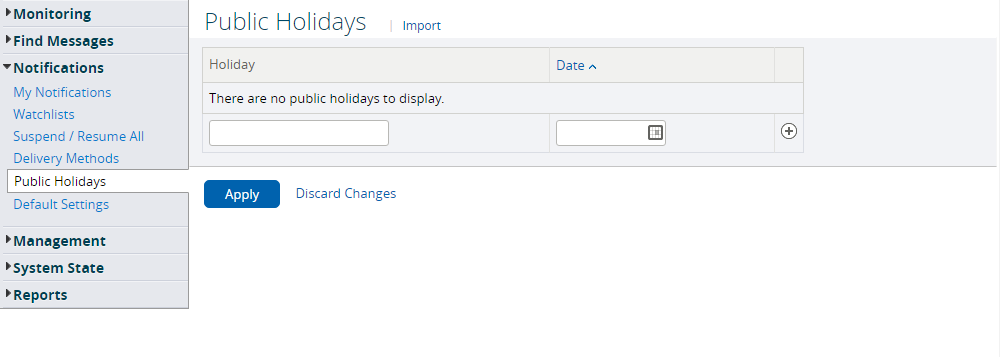 Monitoring
Find Messages
Notifications
My Notifications
Watchlists
Suspend / Resume All
Delivery Methods
Public Holidays
Default Settings
Management
System State
Reports
Public Holidays | Import
Holiday Date
There are no public holidays to display.
Apply Discard Changes